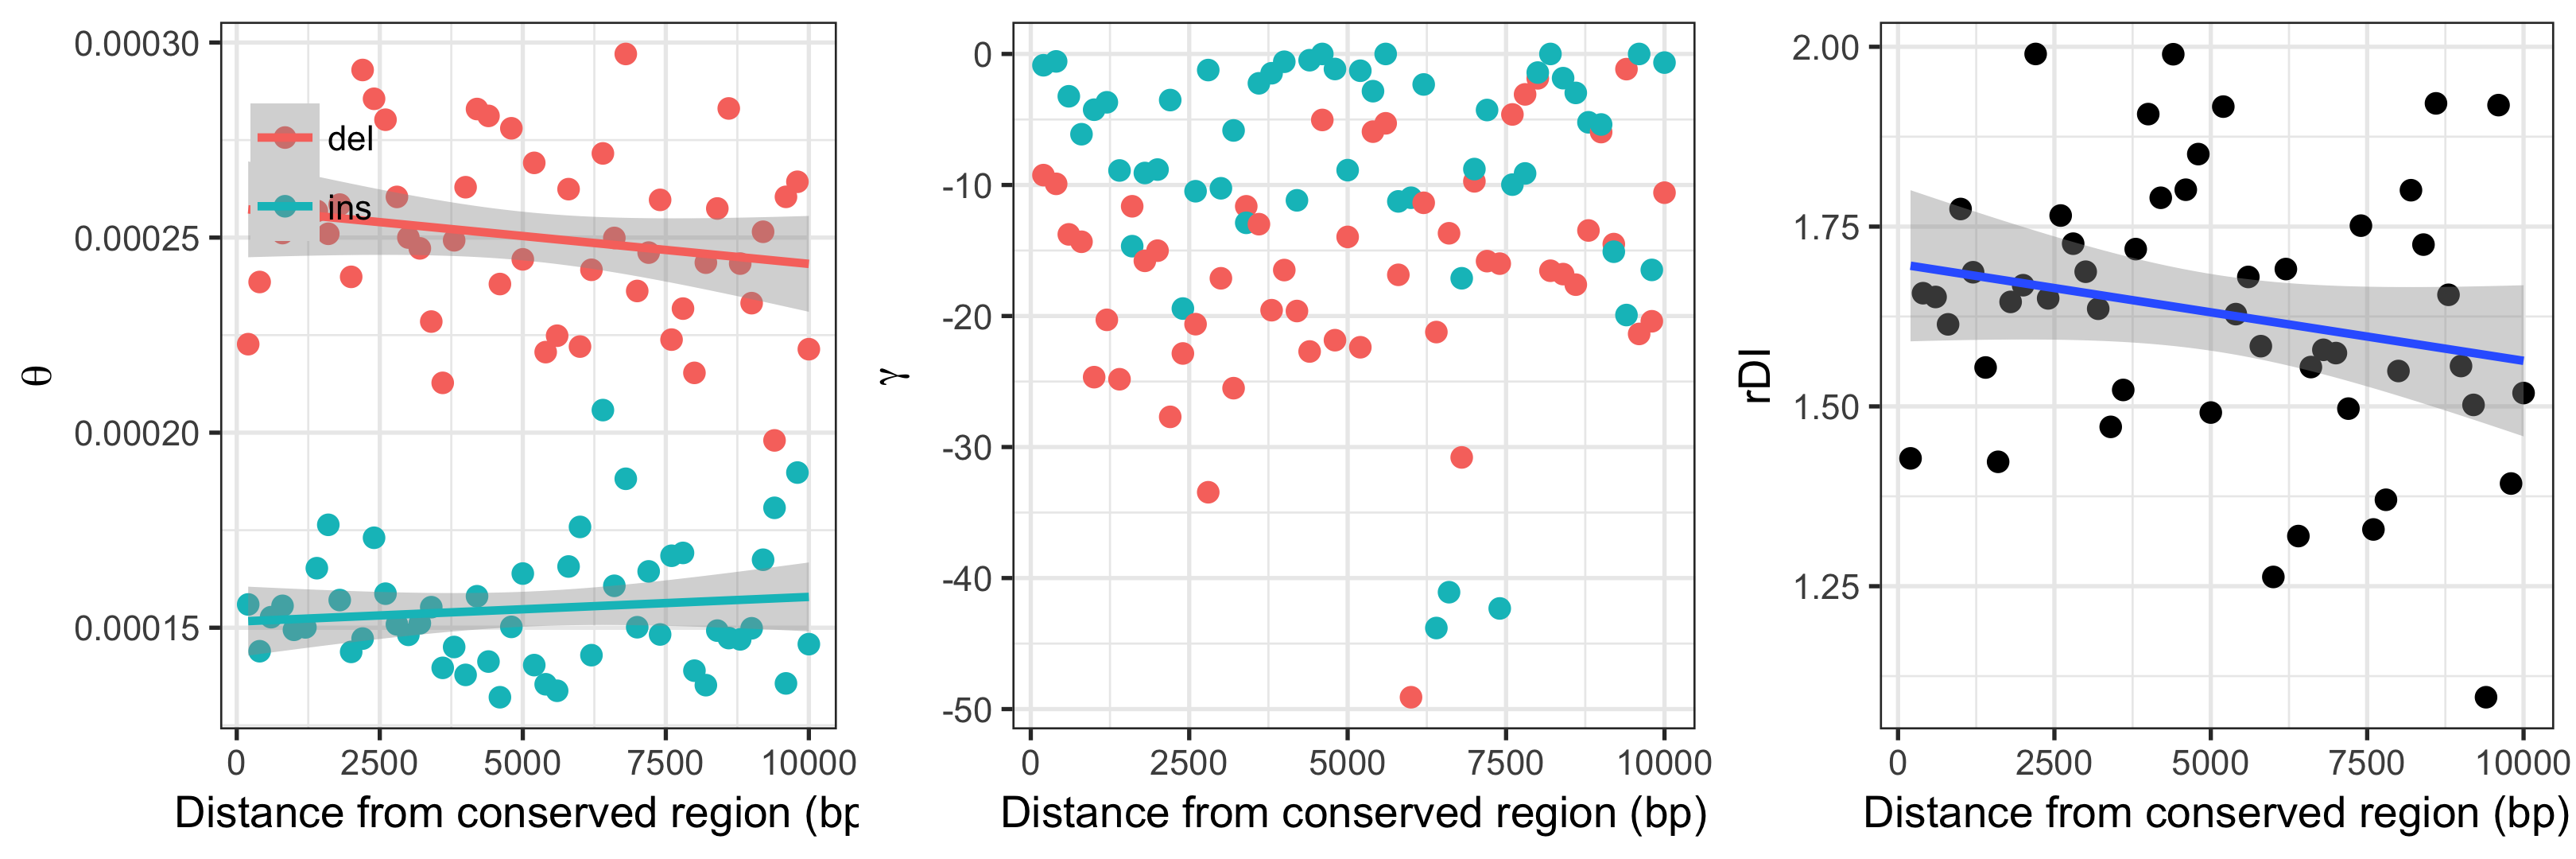 0.00030
0.00025
0.00020
0.00015
θ
del
ins
0 2500 5000 7500 10000
Distance from conserved region (bp
0
-10
-20
-30
-40
-50
γ
0 2500 5000 7500 10000
Distance from conserved region (bp)
2.00
1.75
1.50
1.25
rDI
0 2500 5000 7500 10000
Distance from conserved region (bp)